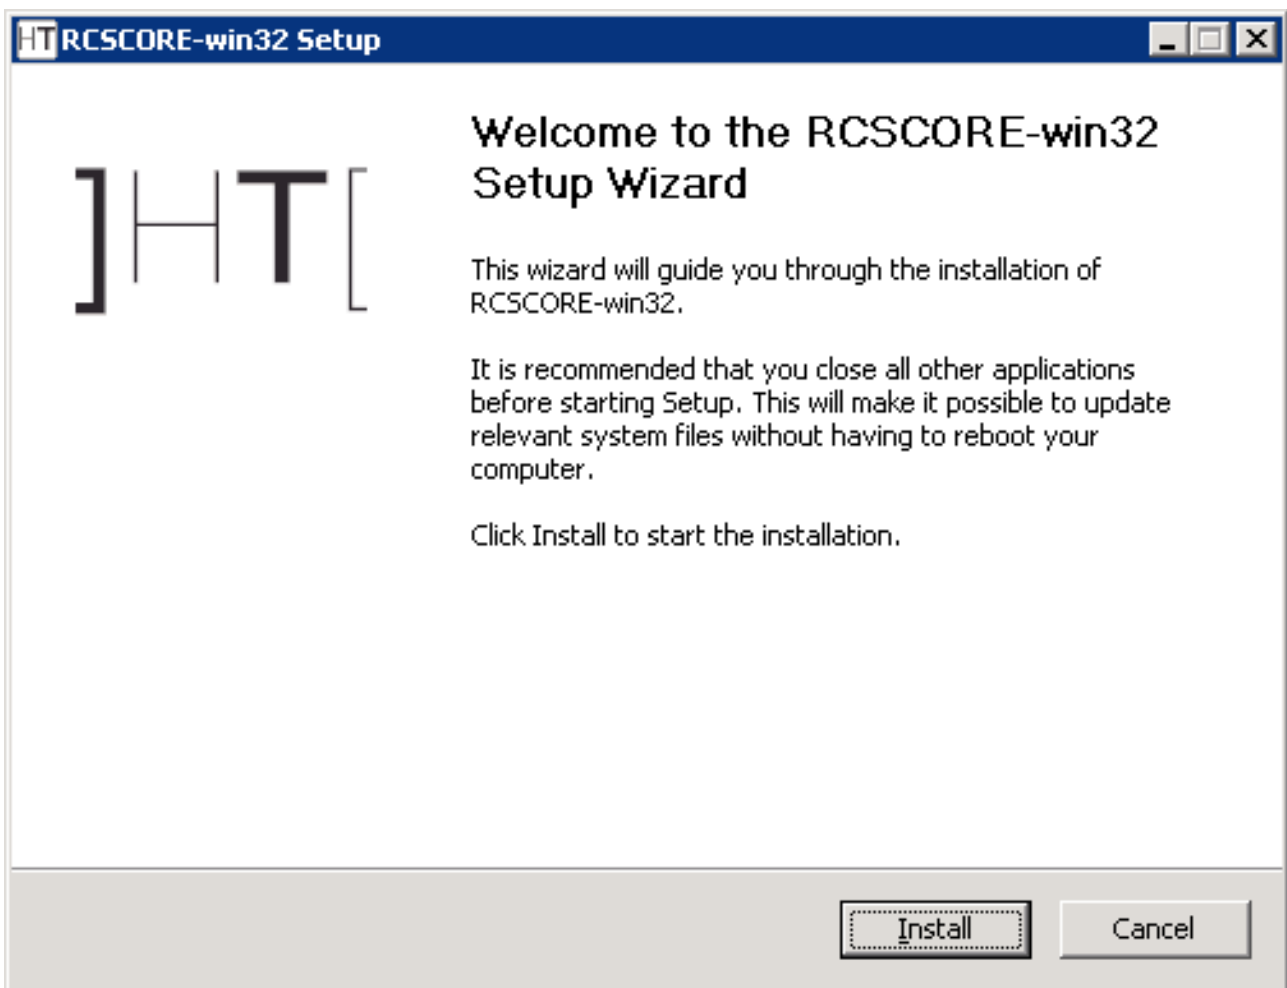 HT RCSCORE-win32 Setup
]HT[
Welcome to the RCSCORE-win32
Setup Wizard
This wizard will guide you through the installation of
RCSCORE-win32.
It is recommended that you close all other applications
before starting Setup. This will make it possible to update
relevant system files without having to reboot your
computer.
Click Install to start the installation.
Install Cancel